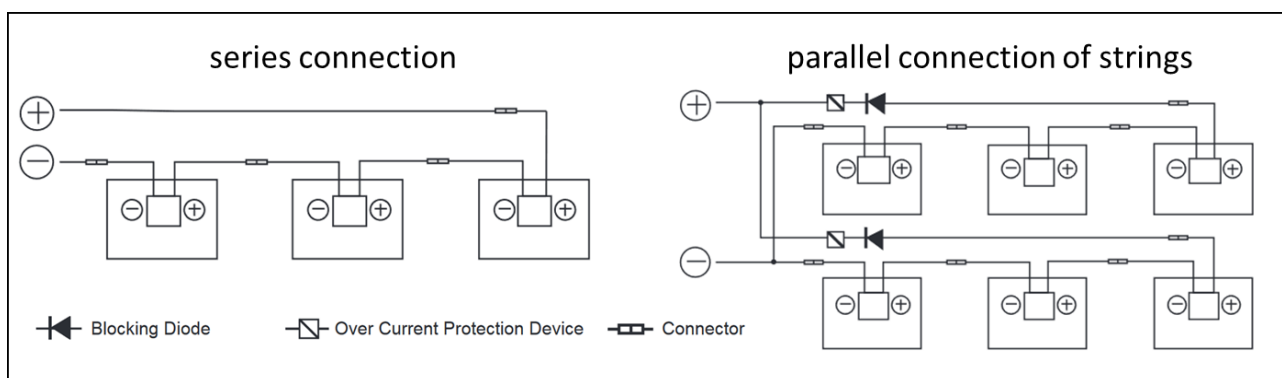 series connection
parallel connection of strings
+
−
− + − + − +
+
− + − + − +
−
− + − + − +
Blocking Diode
Over Current Protection Device
Connector